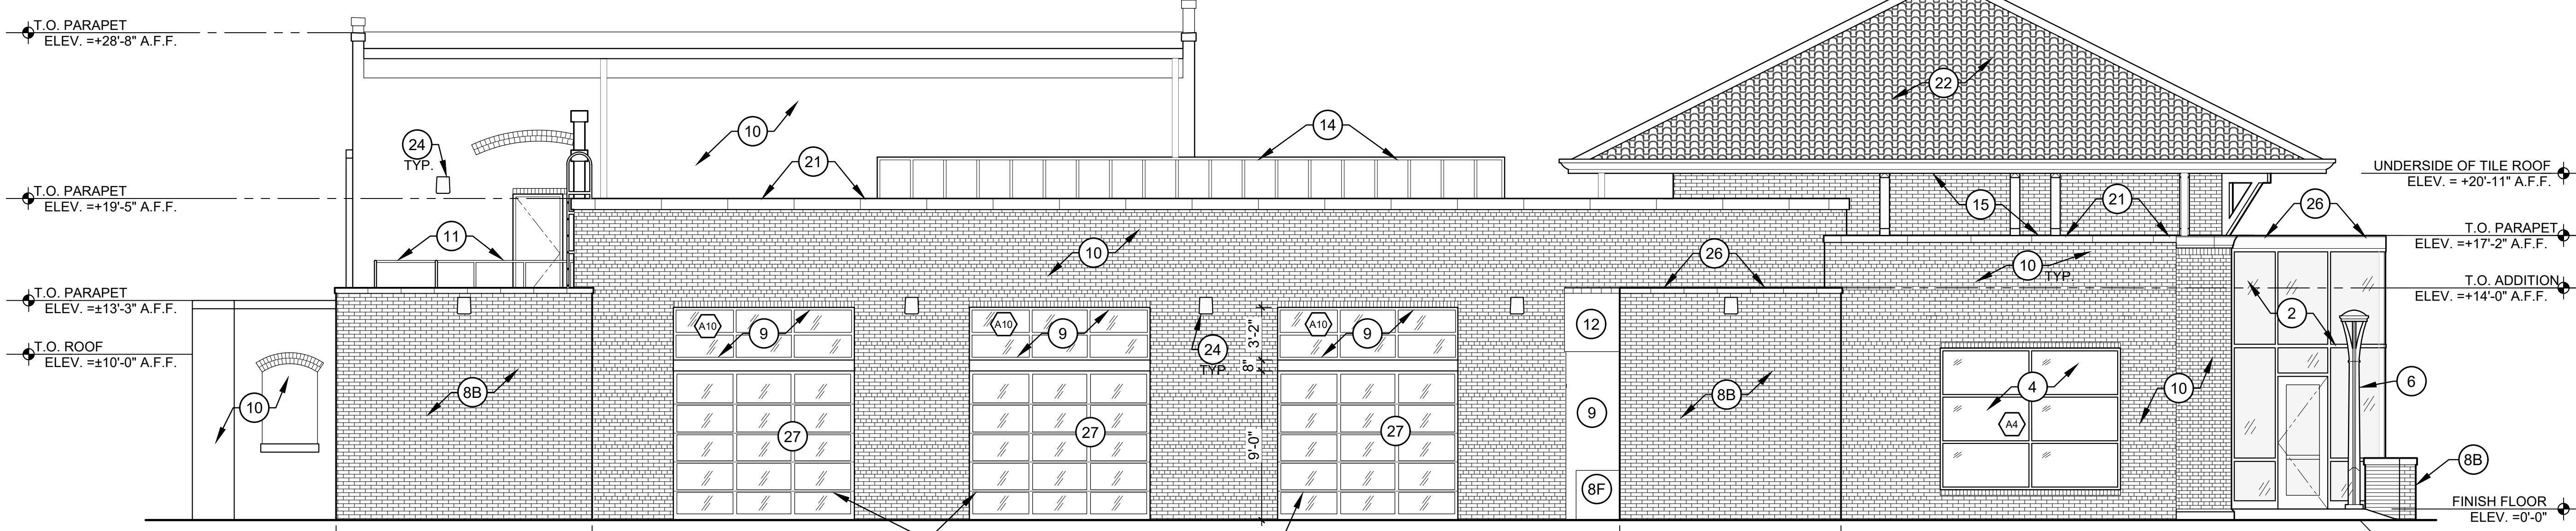 T.O. PARAPET
ELEV. =+28'-8" A.F.F.
22
14
10
24
TYP.
21
UNDERSIDE OF TILE ROOF
ELEV. = +20'-11" A.F.F.
T.O. PARAPET
ELEV. =+19'-5" A.F.F.
15
21
26
T.O. PARAPET
ELEV. =+17'-2" A.F.F.
11
10
26
10
TYP.
T.O. ADDITION
ELEV. =+14'-0" A.F.F.
T.O. PARAPET
ELEV. =±13'-3" A.F.F.
2
A10
9
A10
9
A10
9
12
3'-2"
24
TYP.
8"
T.O. ROOF
ELEV. =±10'-0" A.F.F.
10
8B
8B
4
A4
10
6
9
27
27
27
9'-0"
8F
8B
FINISH FLOOR
ELEV. =0'-0"